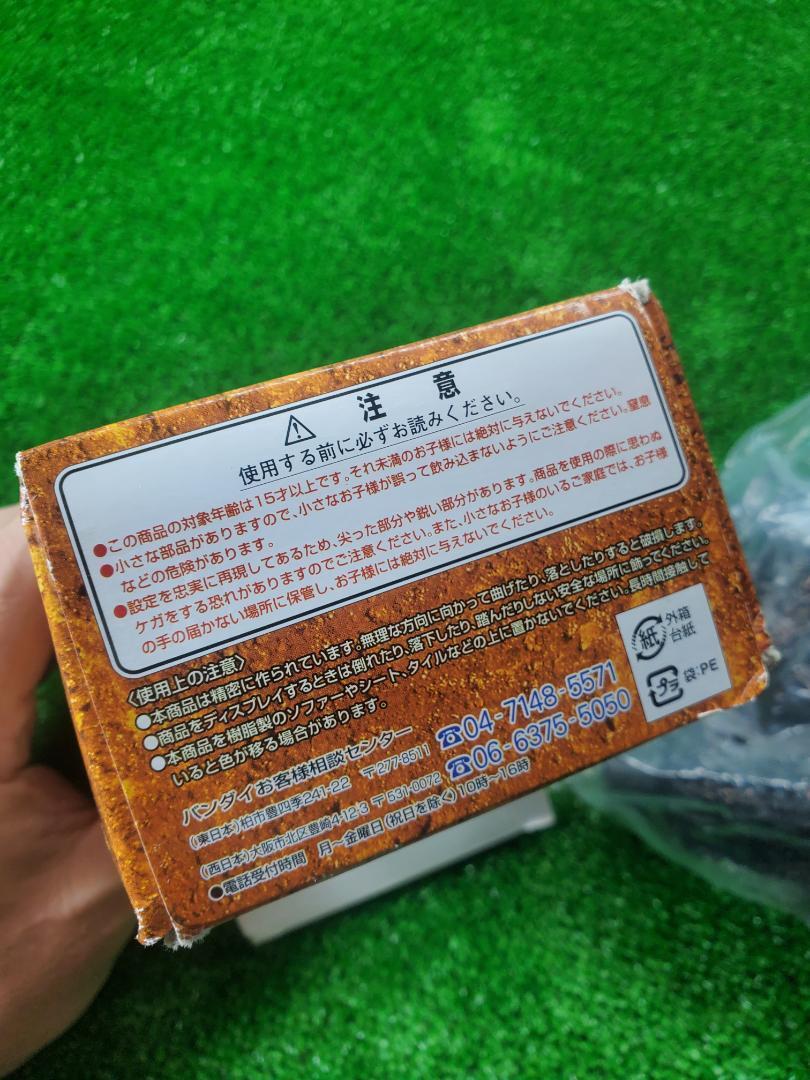 注 意
使用する前に必ずお読みください。
●この商品の対象年齢は15才以上です。それ未満のお子様には絶対に与えないでください。
●小さな部品がありますので、小さなお子様が誤って飲み込まないようにご注意ください。窒息
などの危険があります。
●設定を忠実に再現してあるため、尖った部分や鋭い部分があります。商品を使用の際に思わぬ
ケガをする恐れがありますのでご注意ください。また、小さなお子様のいるご家庭では、お子様
の手の届かない場所に保管し、お子様には絶対に与えないでください。
〈使用上の注意〉
●本商品は精密に作られています。無理な方向に向かって曲げたり、落としたりすると破損します。
●商品をディスプレイするときは倒れたり、落下したり、踏んだりしない安全な場所に飾ってください。
●本商品を樹脂製のソファーやシート、タイルなどの上に置かないでください。長時間接触して
いると色が移る場合があります。
バンダイお客様相談センター
(東日本)柏市豊四季241-22 〒277-8511 ☎04-7148-5571
(西日本)大阪市北区豊崎4-12-3 〒531-0072 ☎06-6375-5050
●電話受付時間 月〜金曜日(祝日を除く)10時〜16時
紙 外箱
台紙
プラ 袋:PE